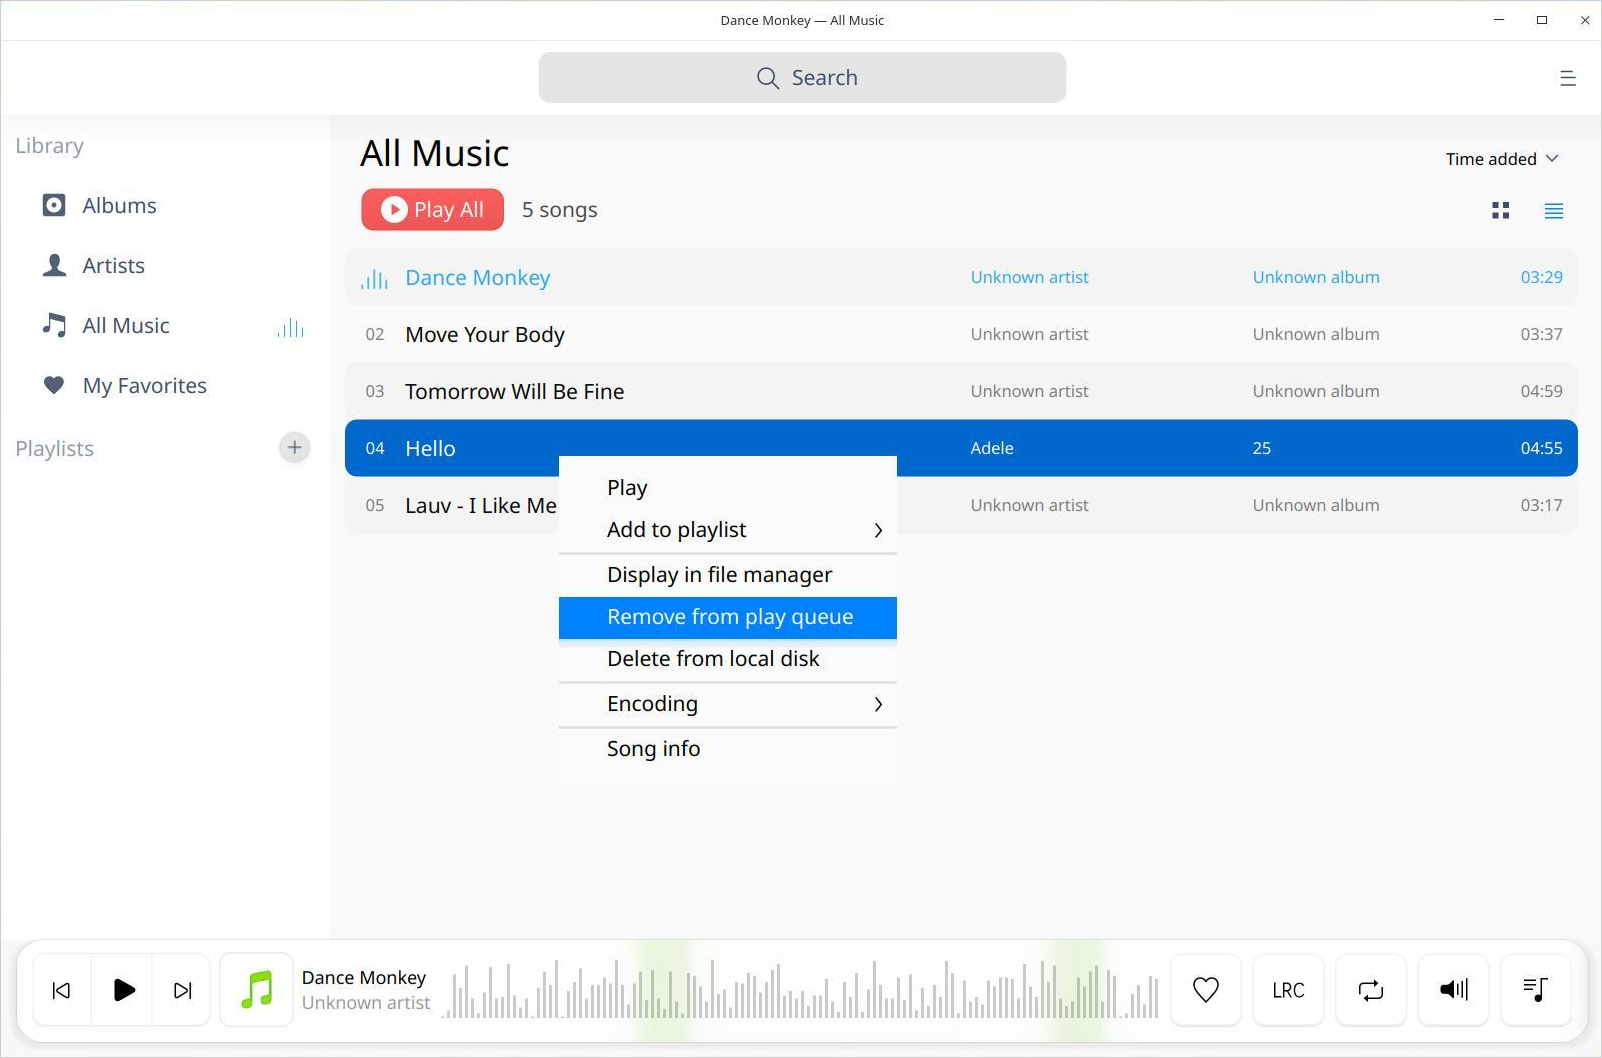 Dance Monkey — All Music
Search
Library
Albums
Artists
All Music
My Favorites
Playlists
All Music
Time added
Play All 5 songs
Dance Monkey Unknown artist Unknown album 03:29
02 Move Your Body Unknown artist Unknown album 03:37
03 Tomorrow Will Be Fine Unknown artist Unknown album 04:59
04 Hello Adele 25 04:55
05 Lauv - I Like Me Unknown artist Unknown album 03:17
Play
Add to playlist
Display in file manager
Remove from play queue
Delete from local disk
Encoding
Song info
Dance Monkey
Unknown artist
LRC